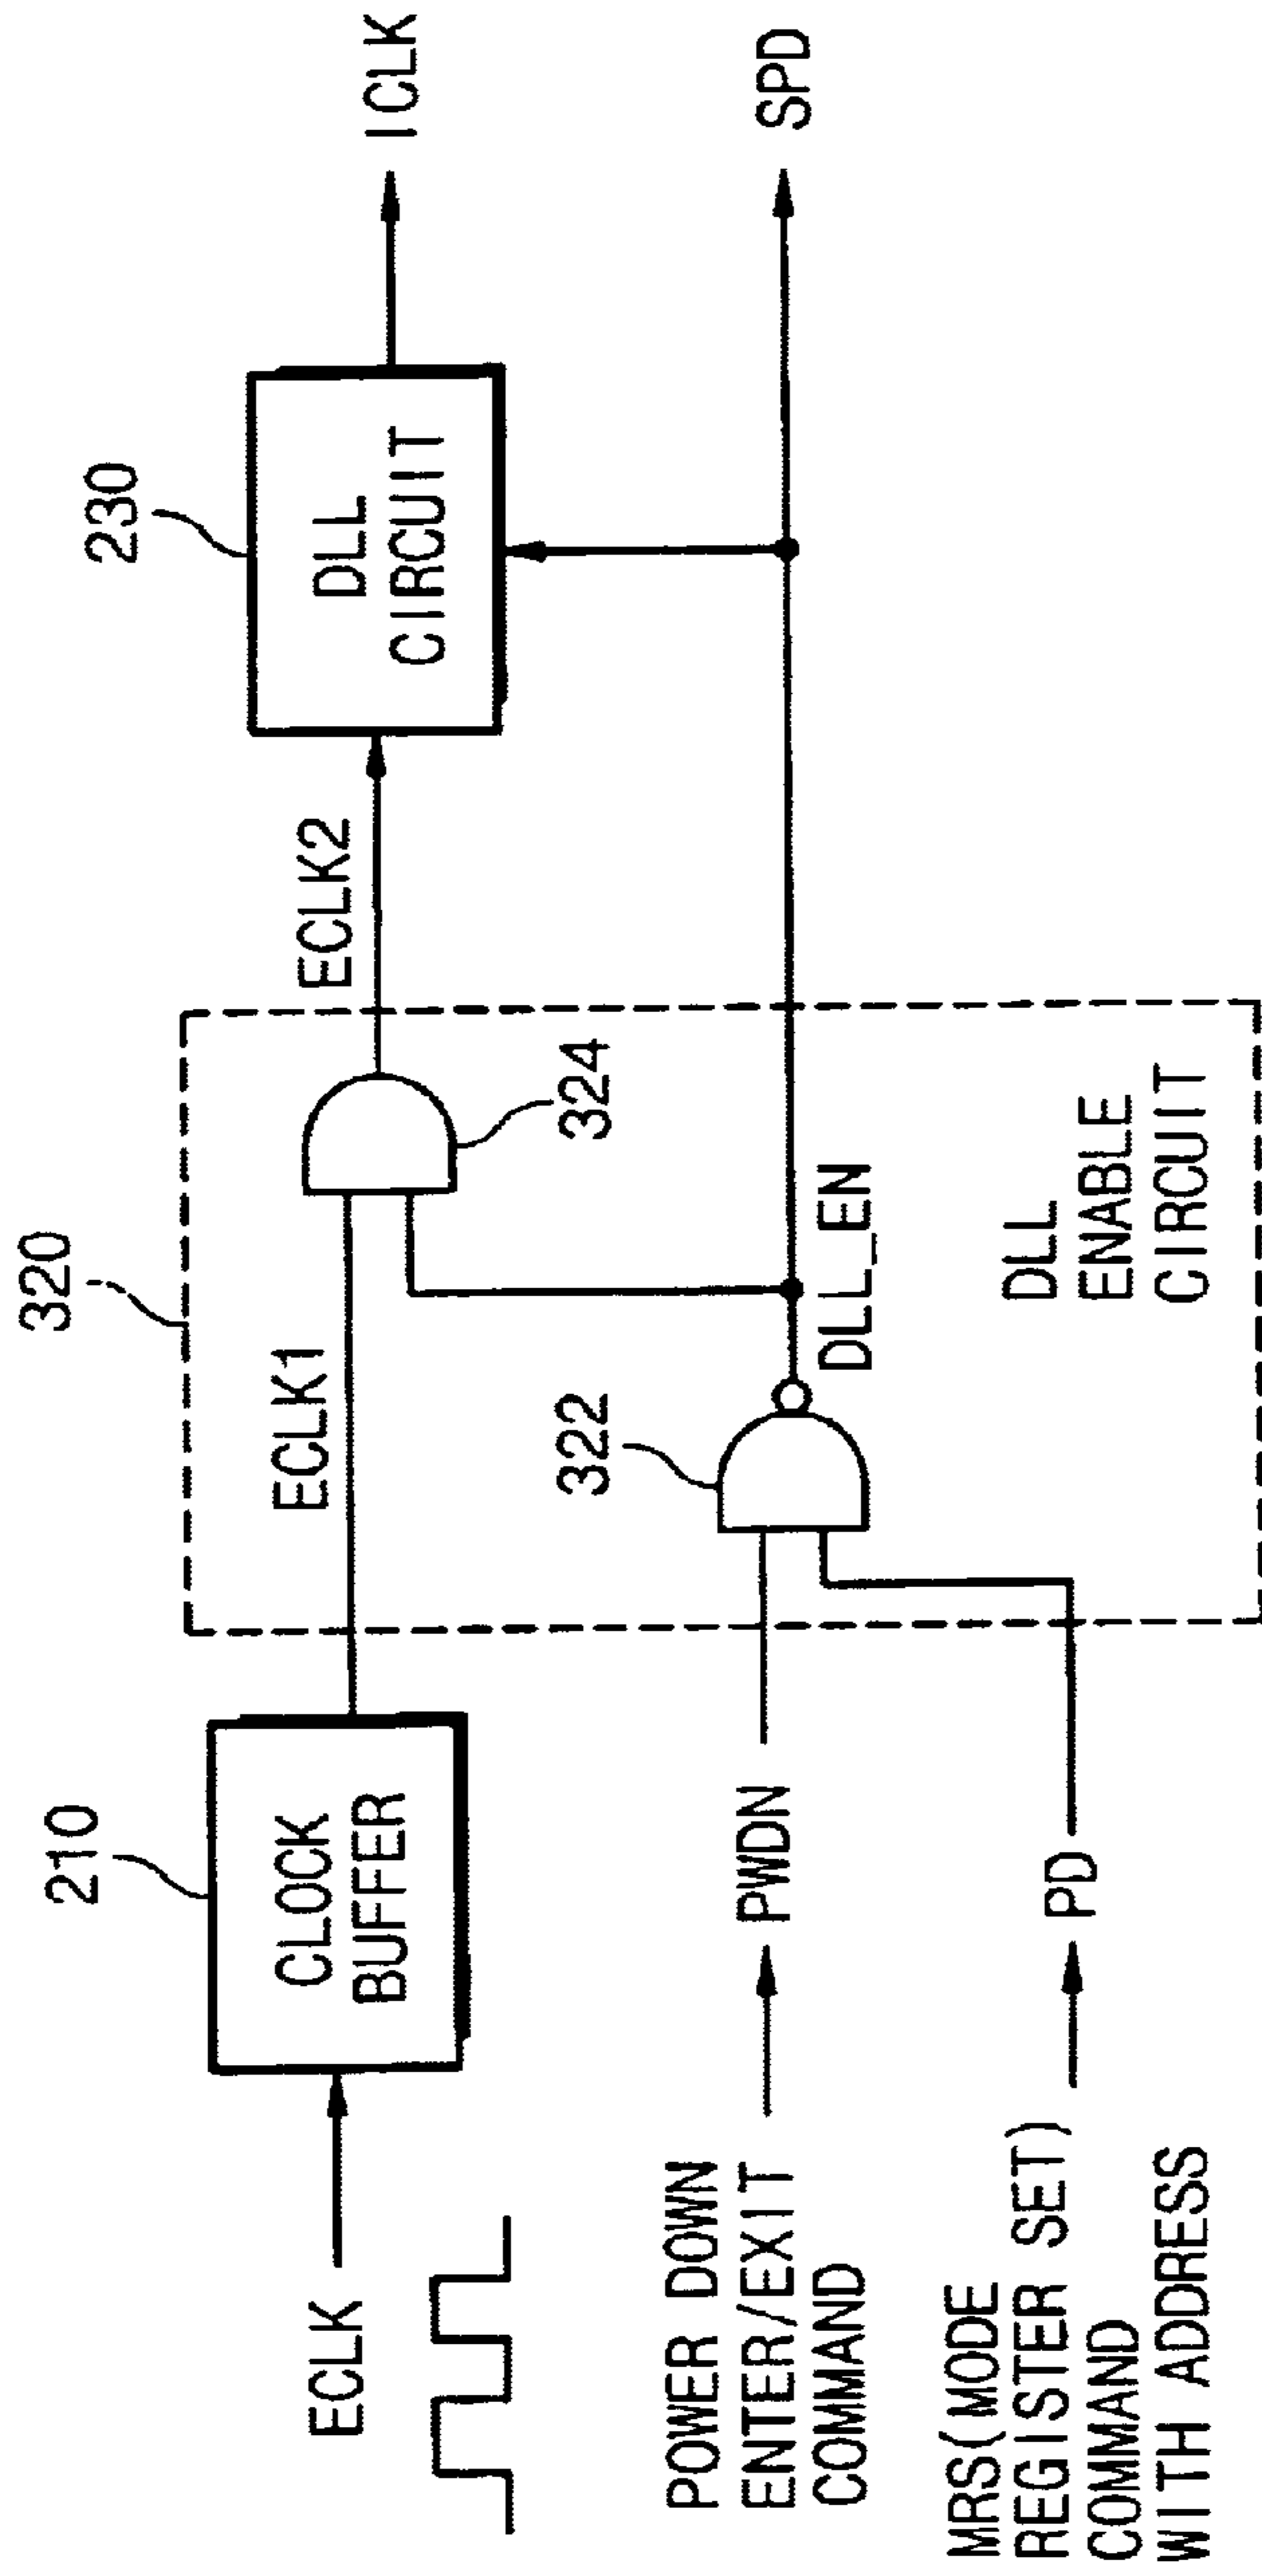 320
210
CLOCK
BUFFER
ECLK
ECLK1
324
ECLK2
230
DLL
CIRCUIT
ICLK
322
DLL_EN
SPD
POWER DOWN
ENTER/EXIT
COMMAND
PWDN
MRS(MODE
REGISTER SET)
COMMAND
WITH ADDRESS
PD
DLL
ENABLE
CIRCUIT